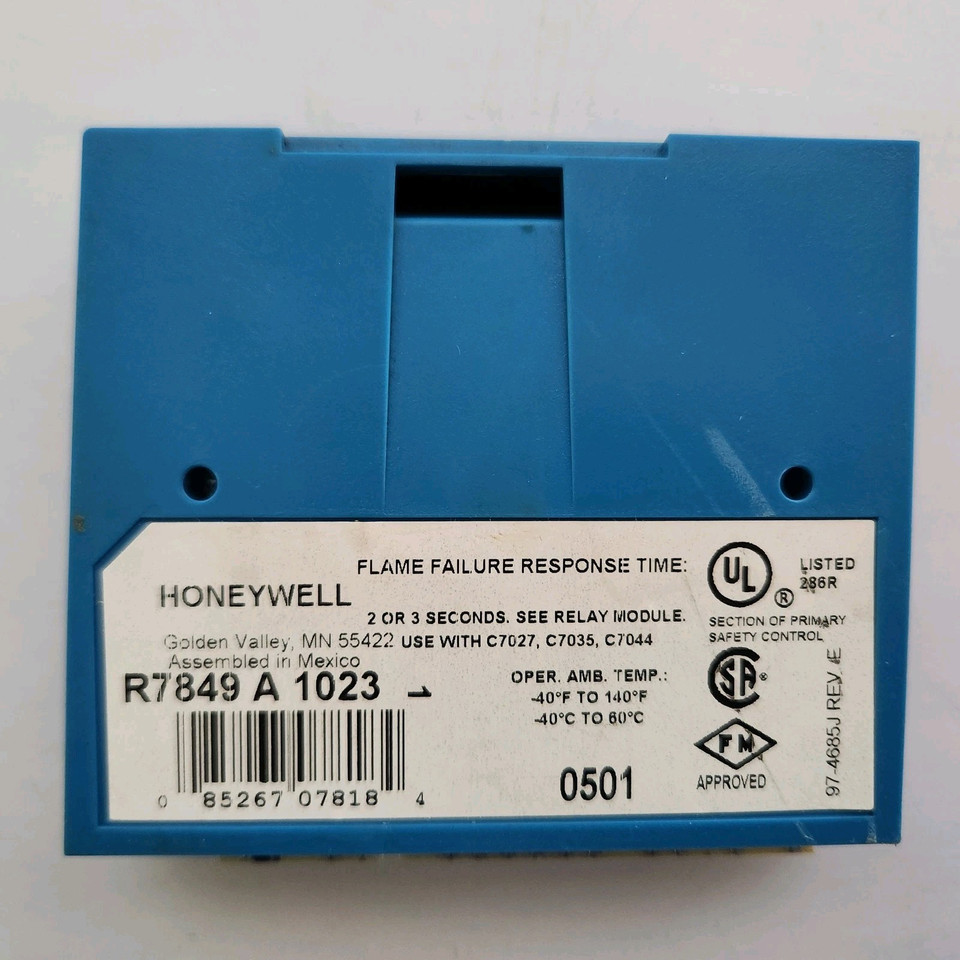 FLAME FAILURE RESPONSE TIME:
HONEYWELL
2 OR 3 SECONDS. SEE RELAY MODULE.
Golden Valley, MN 55422 USE WITH C7027, C7035, C7044
Assembled in Mexico
R7849 A 1023 1
OPER. AMB. TEMP.:
-40°F TO 140°F
-40°C TO 60°C
0 85267 07818 4
0501
UL ®
LISTED
286R
SECTION OF PRIMARY
SAFETY CONTROL
SA ®
FM
APPROVED
97-4685J REV. E